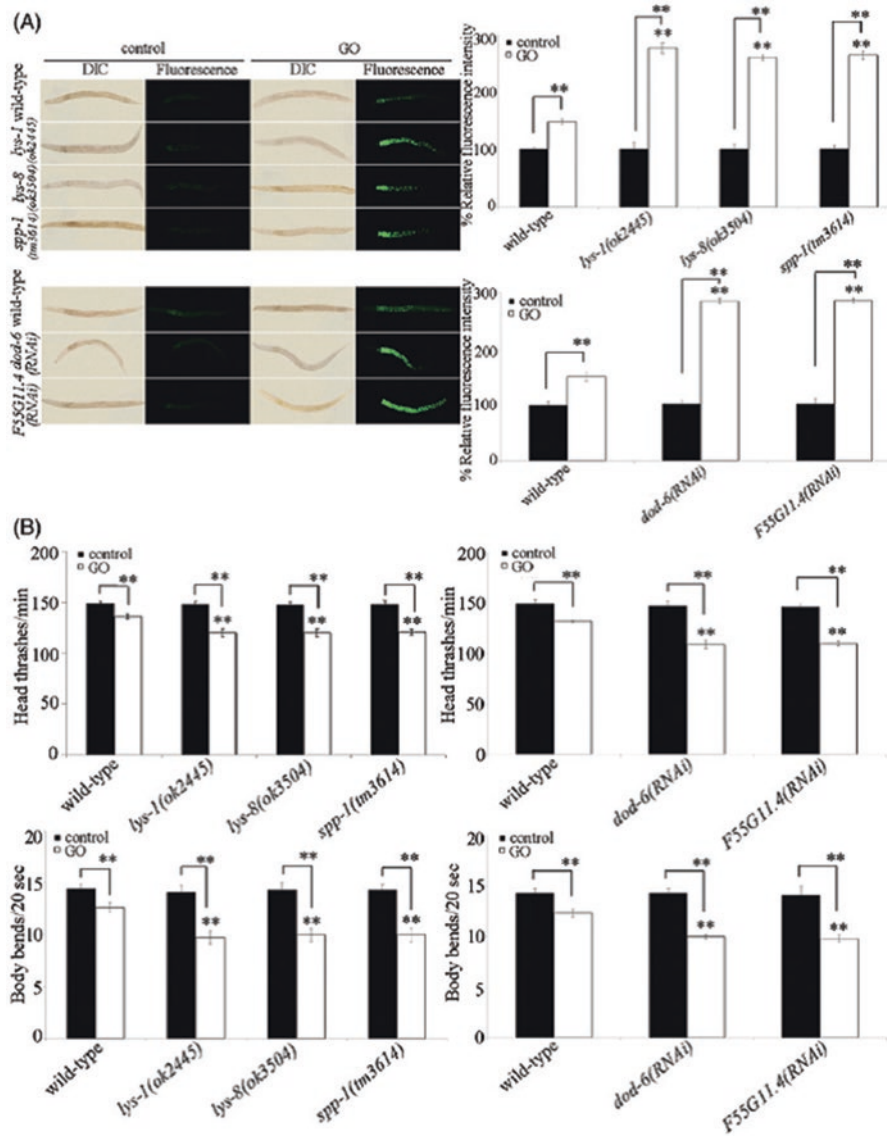 (A)
control GO
DIC Fluorescence DIC Fluorescence
wild-type
lys-1 (ok2445)
lys-8 (ok3504)
spp-1 (tm3614)
wild-type
dod-6 (RNAi)
F55G11.4 (RNAi)
% Relative fluorescence intensity
300
200
100
0
control
GO
** ** ** **
** ** **
wild-type lys-1(ok2445) lys-8(ok3504) spp-1(tm3614)
% Relative fluorescence intensity
300
200
100
0
control
GO
** ** **
** **
wild-type dod-6(RNAi) F55G11.4(RNAi)
(B)
Head thrashes/min
200
150
100
50
0
control
GO
** ** ** **
** ** **
wild-type lys-1(ok2445) lys-8(ok3504) spp-1(tm3614)
Head thrashes/min
200
150
100
50
0
control
GO
** ** **
** **
wild-type dod-6(RNAi) F55G11.4(RNAi)
Body bends/20 sec
20
15
10
5
0
control
GO
** ** ** **
** ** **
wild-type lys-1(ok2445) lys-8(ok3504) spp-1(tm3614)
Body bends/20 sec
20
15
10
5
0
control
GO
** ** **
** **
wild-type dod-6(RNAi) F55G11.4(RNAi)